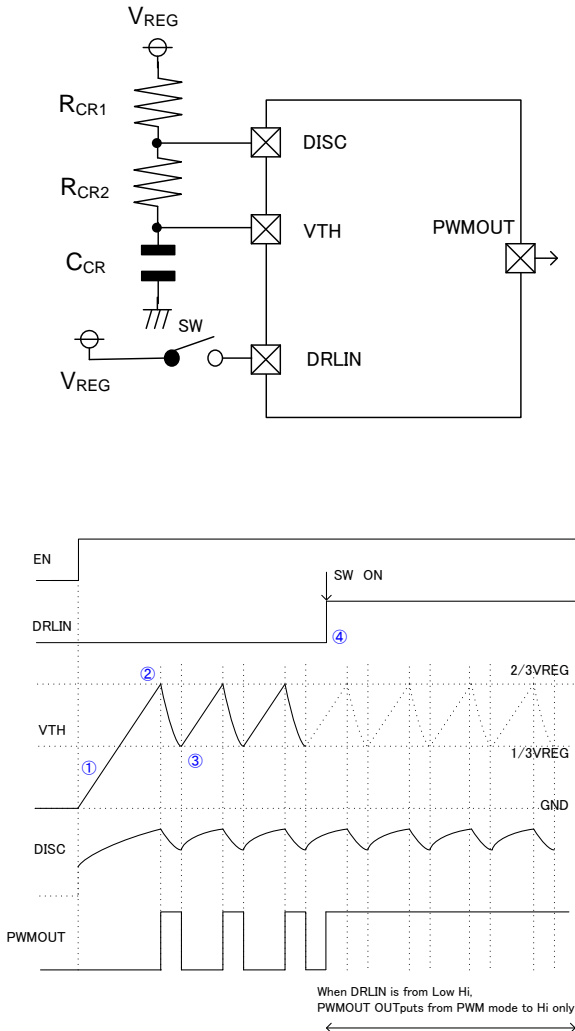 VREG
RCR1
DISC
RCR2
VTH
PWMOUT
CCR
SW
DRLIN
VREG
EN
SW ON
DRLIN
④
②
2/3VREG
VTH
③
1/3VREG
①
GND
DISC
PWMOUT
When DRLIN is from Low Hi,
PWMOUT OUTputs from PWM mode to Hi only